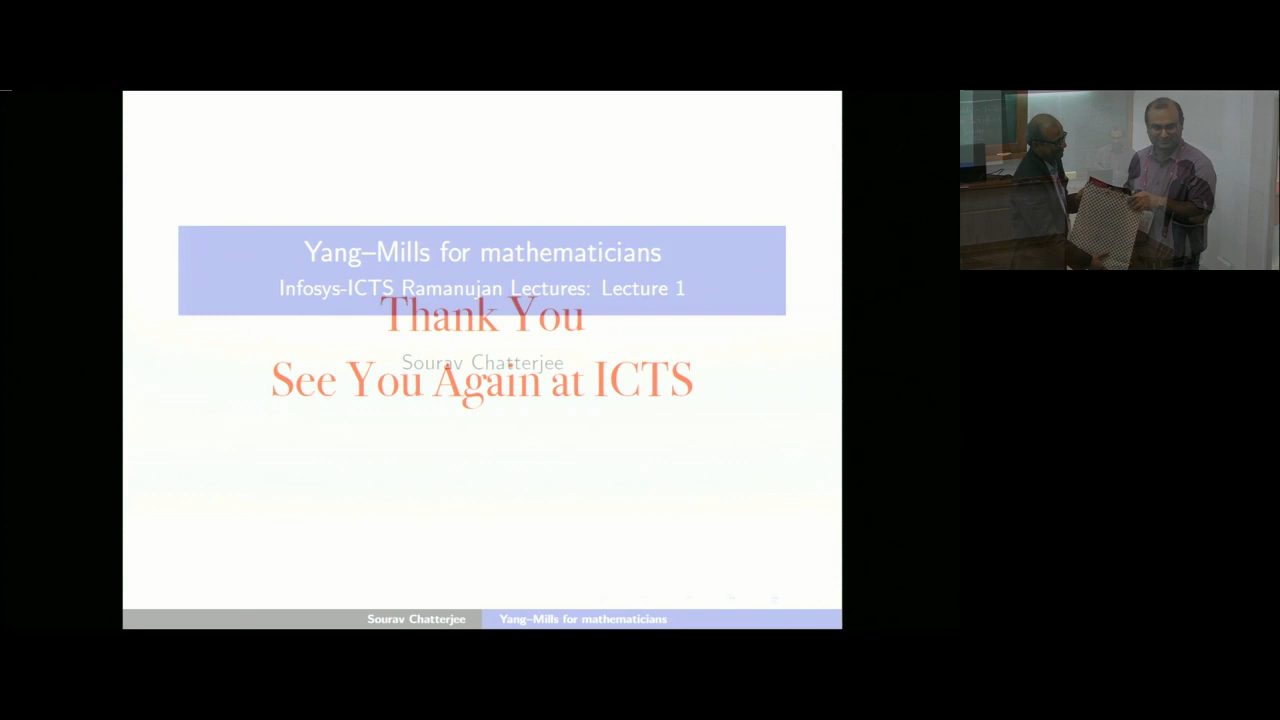 Yang–Mills for mathematicians
Infosys-ICTS Ramanujan Lectures: Lecture 1
Thank You
Sourav Chatterjee
See You Again at ICTS
Sourav Chatterjee
Yang–Mills for mathematicians